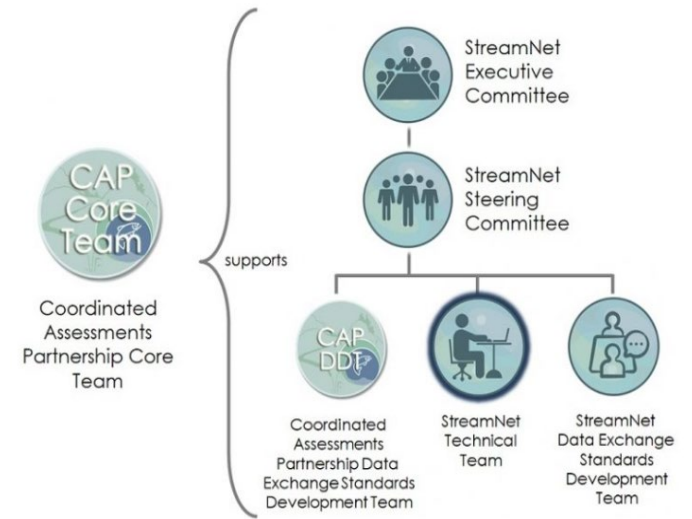 CAP
Core
Team
Coordinated
Assessments
Partnership Core
Team
supports
StreamNet
Executive
Committee
StreamNet
Steering
Committee
CAP
DDT
Coordinated
Assessments
Partnership Data
Exchange Standards
Development Team
StreamNet
Technical
Team
StreamNet
Data Exchange
Standards
Development
Team